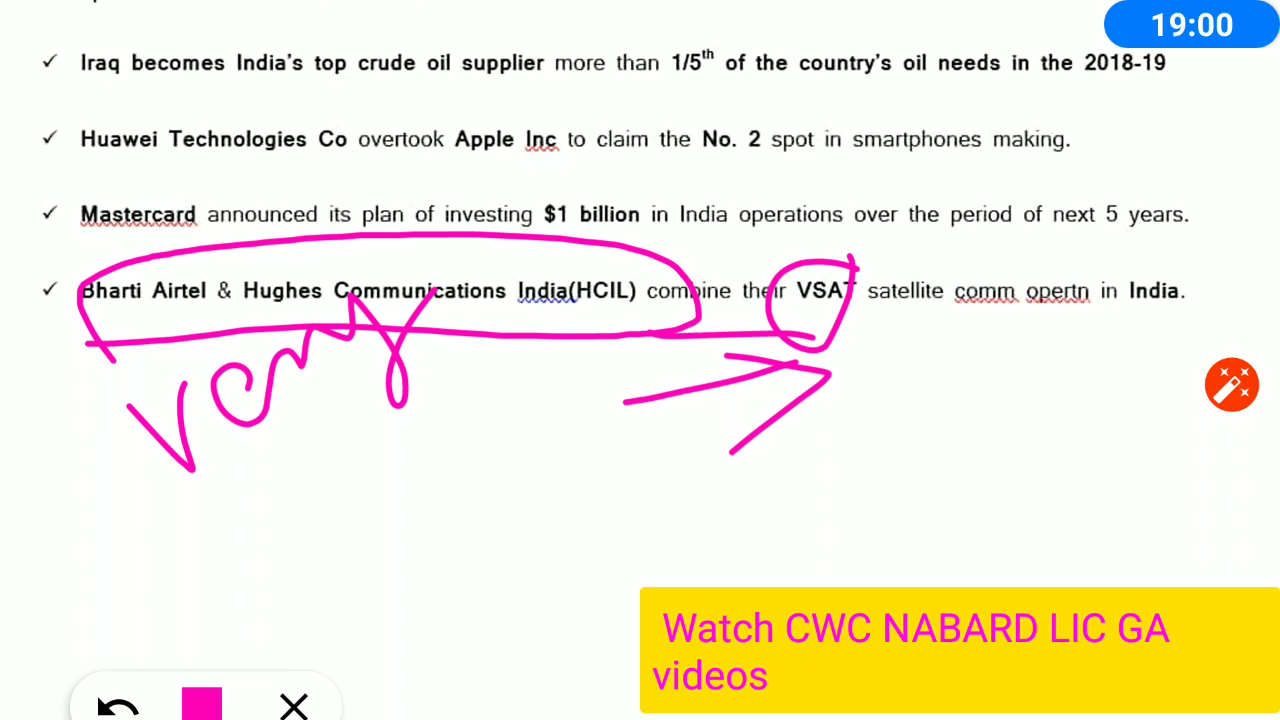 19:00
✓ Iraq becomes India's top crude oil supplier more than 1/5th of the country's oil needs in the 2018-19
✓ Huawei Technologies Co overtook Apple Inc to claim the No. 2 spot in smartphones making.
✓ Mastercard announced its plan of investing $1 billion in India operations over the period of next 5 years.
✓ Bharti Airtel & Hughes Communications India(HCIL) combine their VSAT satellite comm opertn in India.
very
Watch CWC NABARD LIC GA
videos